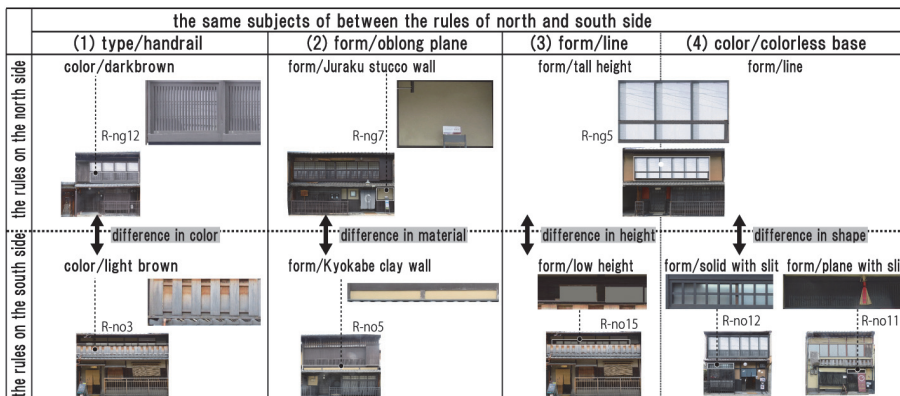 the same subjects of between the rules of north and south side
(1) type/handrail
(2) form/oblong plane
(3) form/line
(4) color/colorless base
the rules on the north side
color/darkbrown
form/Juraku stucco wall
form/tall height
form/line
R-ng12
R-ng7
R-ng5
difference in color
difference in material
difference in height
difference in shape
the rules on the south side
color/light brown
form/Kyokabe clay wall
form/low height
form/solid with slit
form/plane with sli
R-no3
R-no5
R-no15
R-no12
R-no11